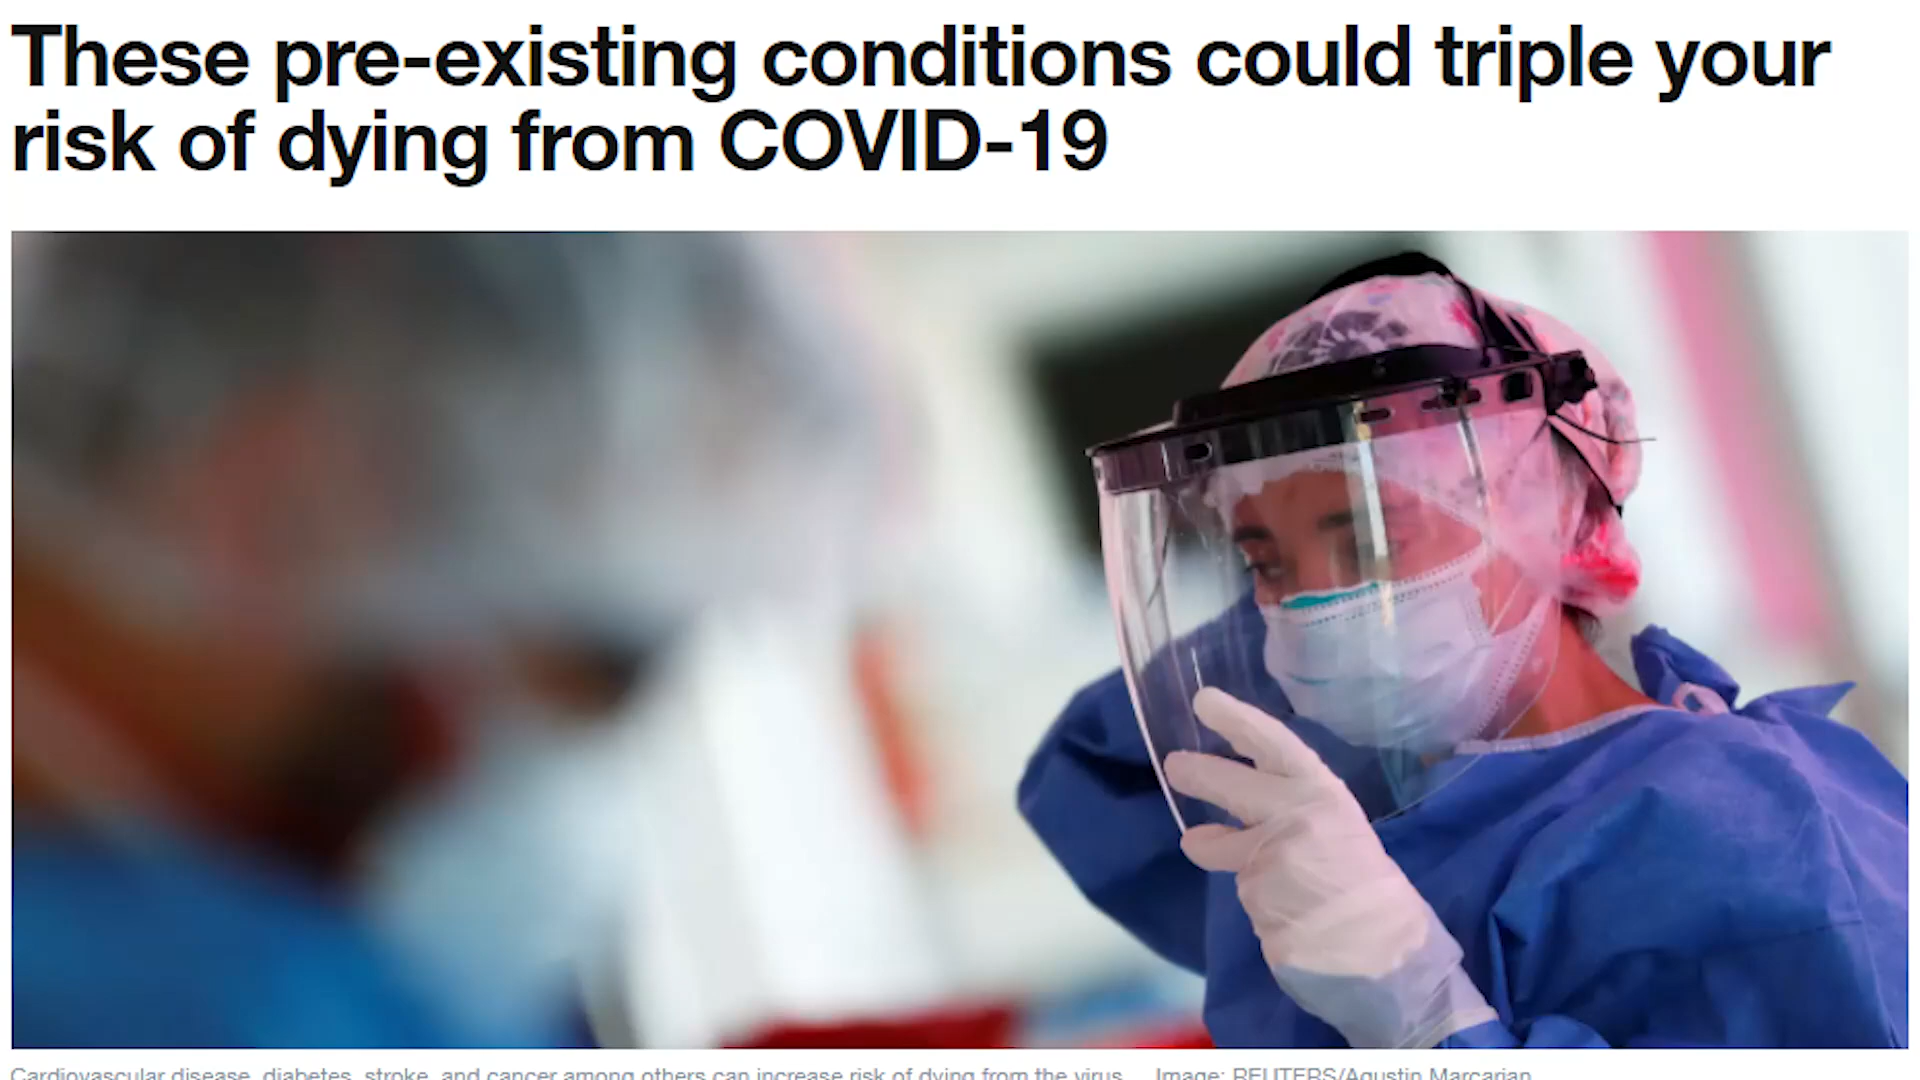 These pre-existing conditions could triple your
risk of dying from COVID-19
Cardiovascular disease, diabetes, stroke, and cancer among others can increase risk of dying from the virus. Image: REUTERS/Agustin Marcarian